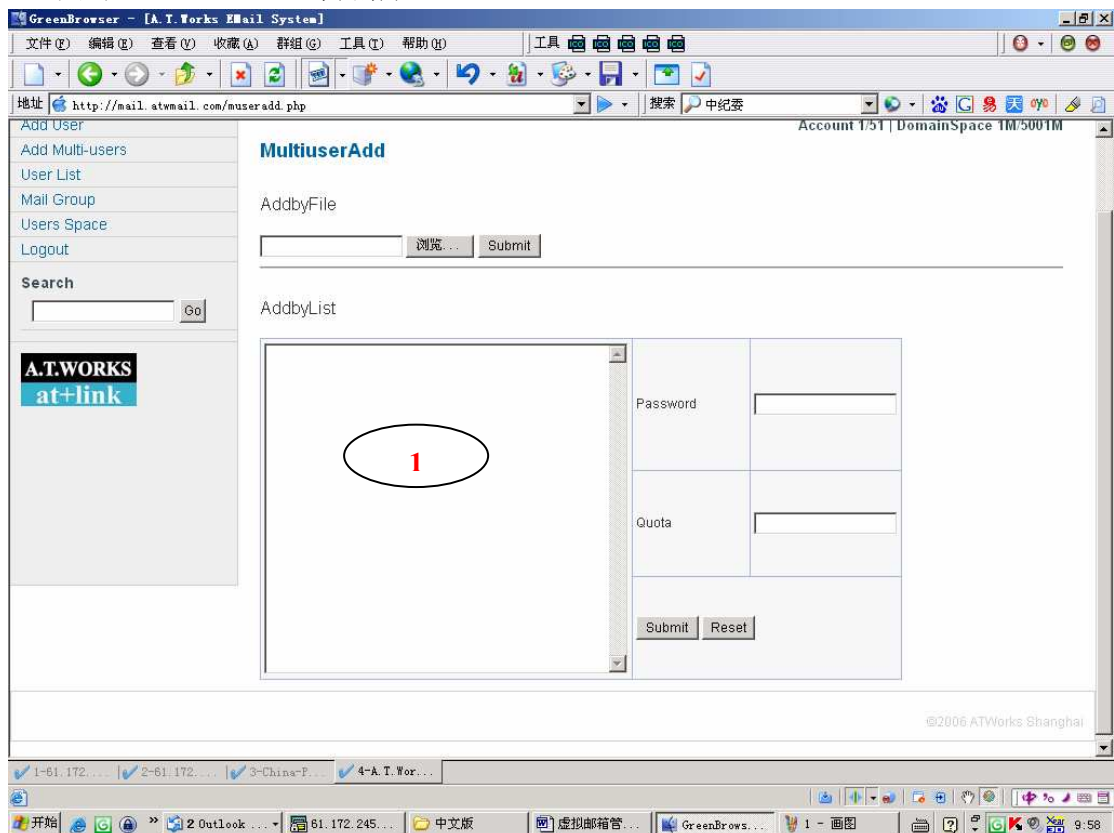 GreenBrowser - [A.T.Works EMail System]
文件(F) 编辑(E) 查看(V) 收藏(A) 群组(G) 工具(T) 帮助(H) 工具
地址 http://mail.atwmail.com/museradd.php 搜索 中纪委
Add User
Account 1/51 | DomainSpace 1M/5001M
Add Multi-users
User List
Mail Group
Users Space
Logout
Search
Go
A.T.WORKS
at+link
MultiuserAdd
AddbyFile
浏览... Submit
AddbyList
1
Password
Quota
Submit Reset
©2006 ATWorks Shanghai
1-61.172.... 2-61.172.... 3-China-P... 4-A.T.Wor...
开始 2 Outlook ... 61.172.245... 中文版 虚拟邮箱管... GreenBrows... 1 - 画图 9:58